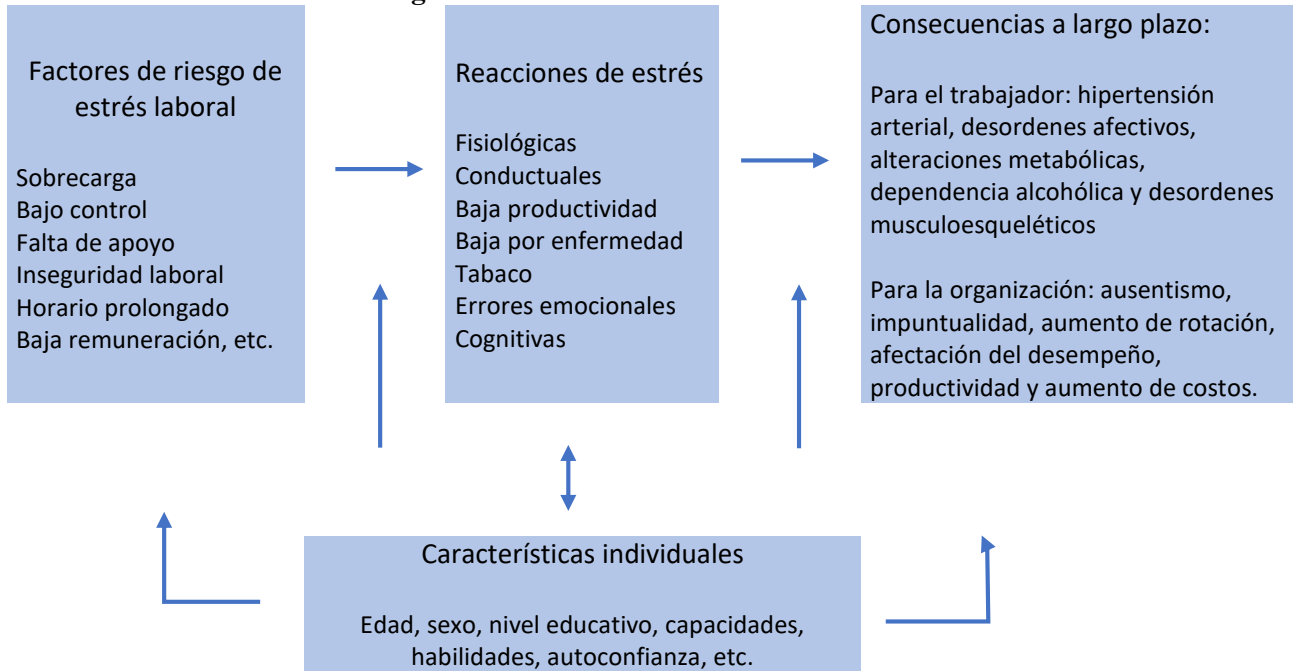 Factores de riesgo de
estrés laboral
Sobrecarga
Bajo control
Falta de apoyo
Inseguridad laboral
Horario prolongado
Baja remuneración, etc.
Reacciones de estrés
Fisiológicas
Conductuales
Baja productividad
Baja por enfermedad
Tabaco
Errores emocionales
Cognitivas
Consecuencias a largo plazo:
Para el trabajador: hipertensión
arterial, desordenes afectivos,
alteraciones metabólicas,
dependencia alcohólica y desordenes
musculoesqueléticos
Para la organización: ausentismo,
impuntualidad, aumento de rotación,
afectación del desempeño,
productividad y aumento de costos.
Características individuales
Edad, sexo, nivel educativo, capacidades,
habilidades, autoconfianza, etc.